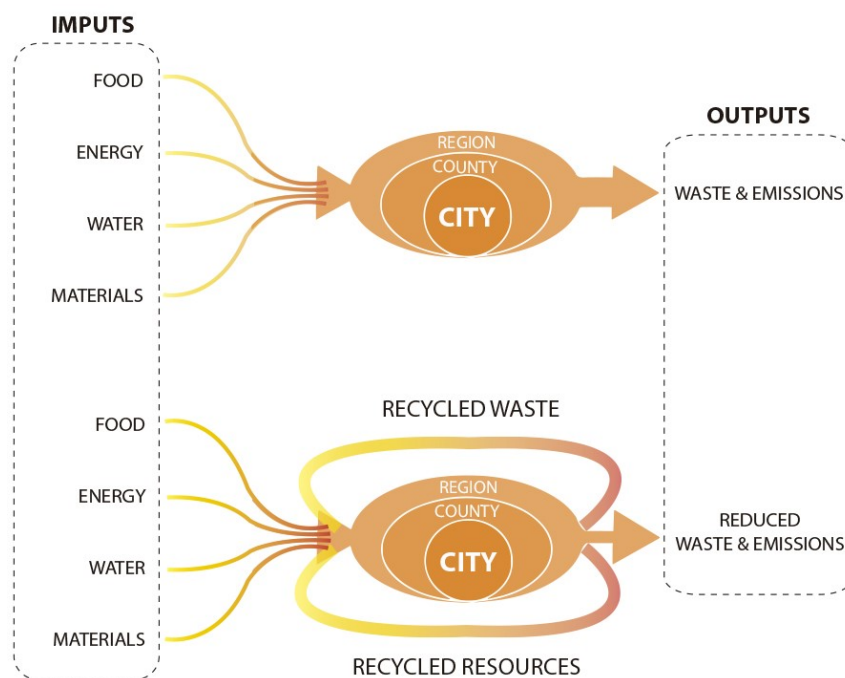 IMPUTS
FOOD
ENERGY
WATER
MATERIALS
REGION
COUNTY
CITY
OUTPUTS
WASTE & EMISSIONS
FOOD
ENERGY
WATER
MATERIALS
RECYCLED WASTE
REGION
COUNTY
CITY
RECYCLED RESOURCES
REDUCED
WASTE & EMISSIONS